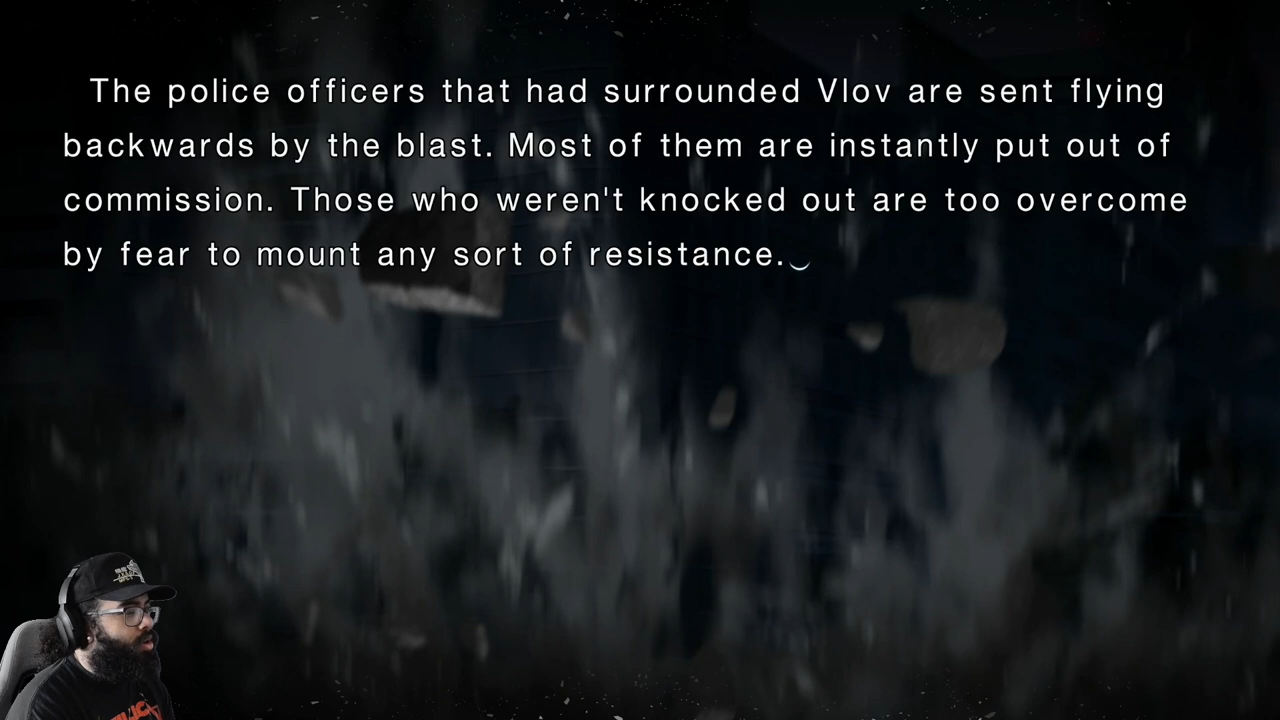 The police officers that had surrounded Vlov are sent flying
backwards by the blast. Most of them are instantly put out of
commission. Those who weren't knocked out are too overcome
by fear to mount any sort of resistance.